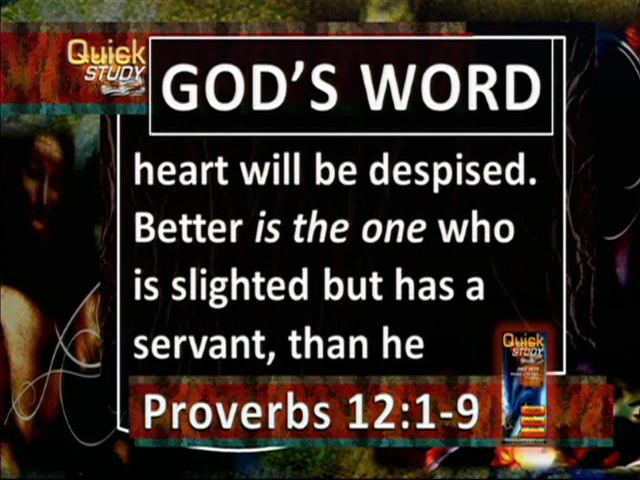 Quick
STUDY
GOD'S WORD
heart will be despised.
Better is the one who
is slighted but has a
servant, than he
Quick
STUDY
Proverbs 12:1-9